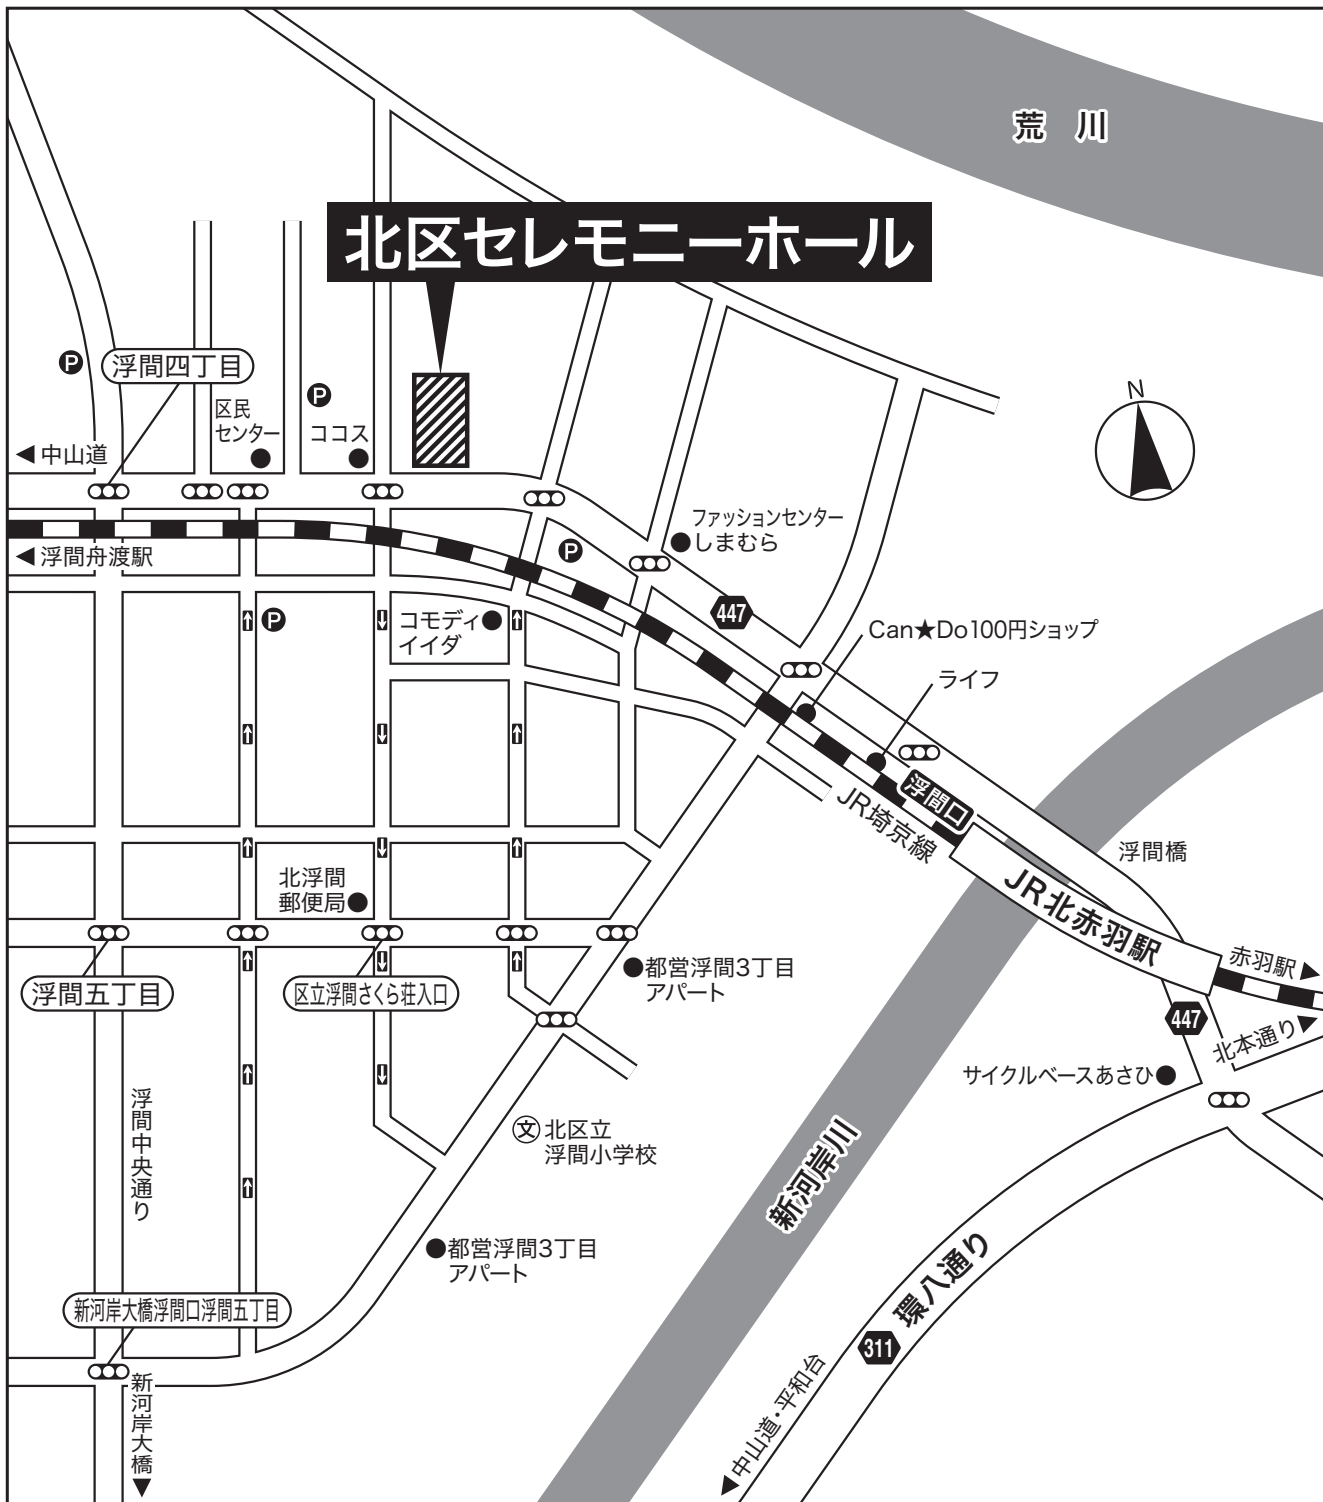 荒川
北区セレモニーホール
N
P
浮間四丁目
P
区民
センター
ココス
◀中山道
ファッションセンター
しまむら
P
◀浮間舟渡駅
447
P
コモディ
イイダ
Can★Do100円ショップ
ライフ
浮間口
JR埼京線
浮間橋
JR北赤羽駅
北浮間
郵便局
赤羽駅▶
都営浮間3丁目
アパート
浮間五丁目
区立浮間さくら荘入口
447
北本通り▶
サイクルベースあさひ
浮間中央通り
文
北区立
浮間小学校
新河岸川
都営浮間3丁目
アパート
環八通り
新河岸大橋浮間口浮間五丁目
311
新河岸大橋▼
◀中山道・平和台